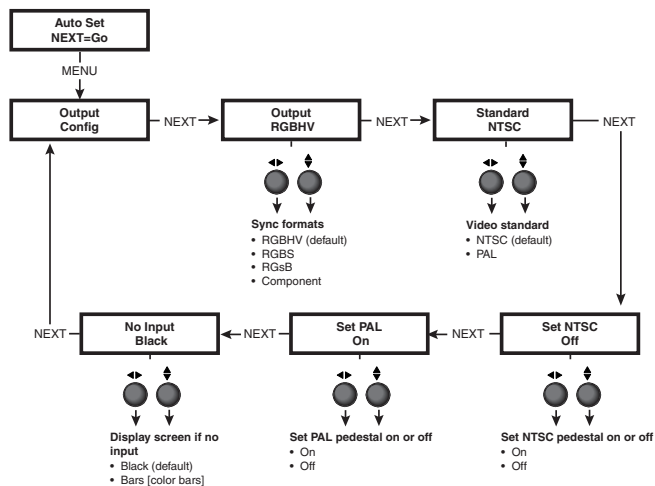 Auto Set
NEXT=Go
MENU
Output
Config
NEXT
Output
RGBHV
NEXT
Standard
NTSC
NEXT
Sync formats
• RGBHV (default)
• RGBS
• RGsB
• Component
Video standard
• NTSC (default)
• PAL
NEXT
No Input
Black
NEXT
Set PAL
On
NEXT
Set NTSC
Off
Display screen if no
input
• Black (default)
• Bars [color bars]
Set PAL pedestal on or off
• On
• Off
Set NTSC pedestal on or off
• On
• Off